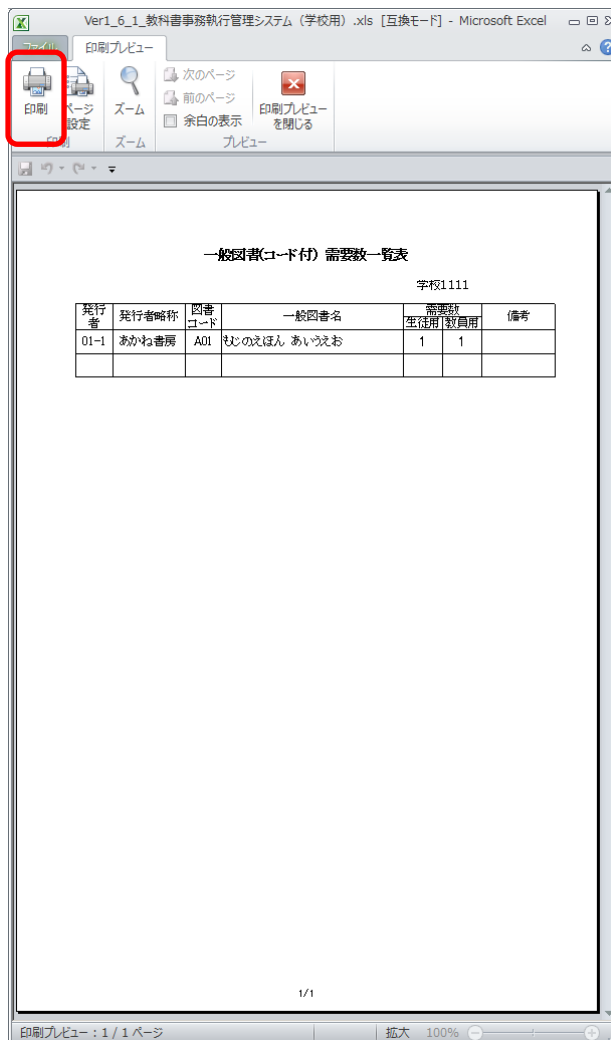 Ver1_6_1_教科書事務執行管理システム（学校用）.xls [互換モード] - Microsoft Excel
ファイル 印刷プレビュー
印刷 ページ設定 ズーム 次のページ 前のページ 余白の表示 印刷プレビューを閉じる
印刷 ズーム プレビュー
一般図書(コード付) 需要数一覧表
学校1111
発行者 発行者略称 図書コード 一般図書名 需要数 生徒用 教員用 備考
01-1 あかね書房 A01 もじのえほん あいうえお 1 1
1/1
印刷プレビュー：1 / 1 ページ 拡大 100%